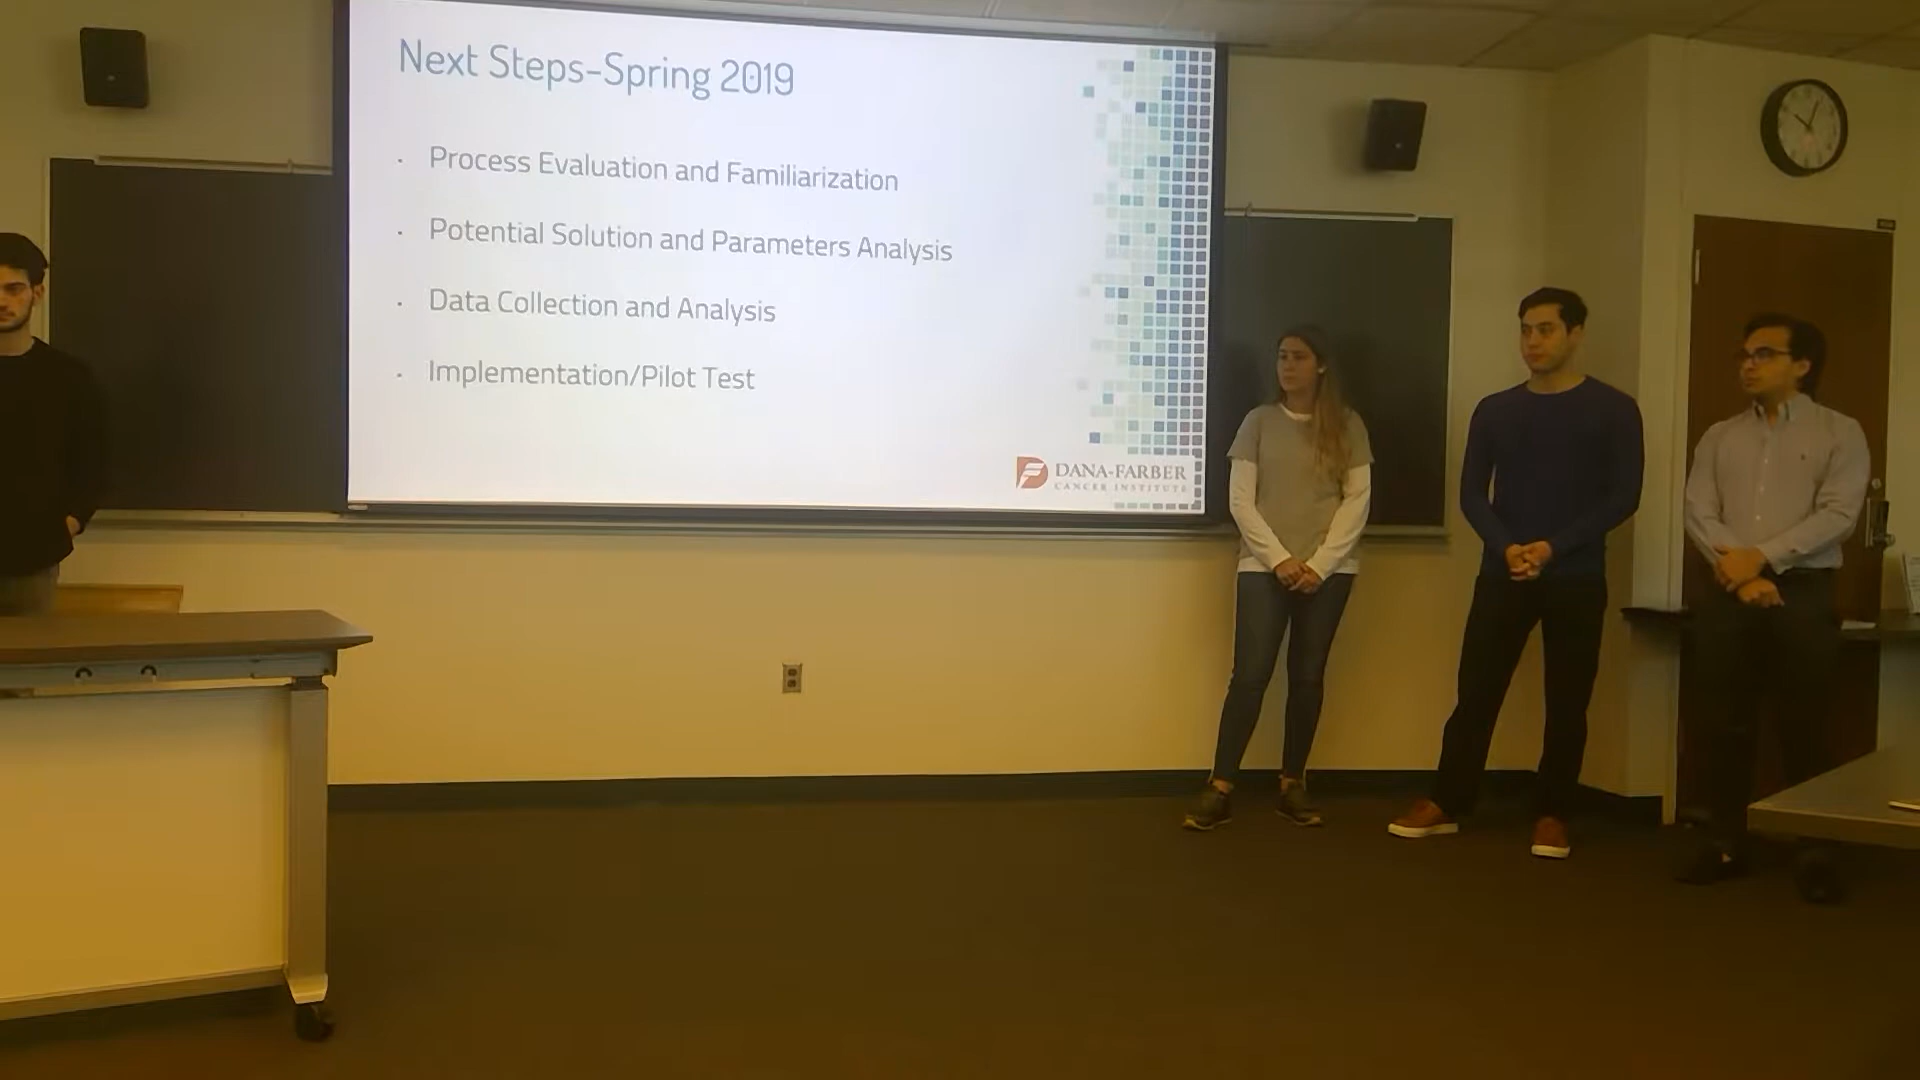 Next Steps-Spring 2019
· Process Evaluation and Familiarization
· Potential Solution and Parameters Analysis
· Data Collection and Analysis
· Implementation/Pilot Test
DANA-FARBER
CANCER INSTITUTE